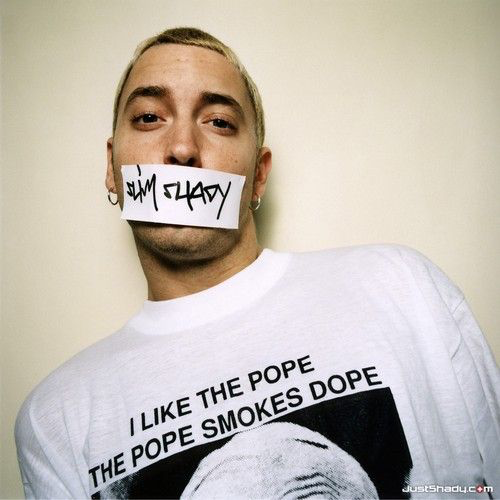 SLIM SHADY
I LIKE THE POPE
THE POPE SMOKES DOPE
JustShady.com